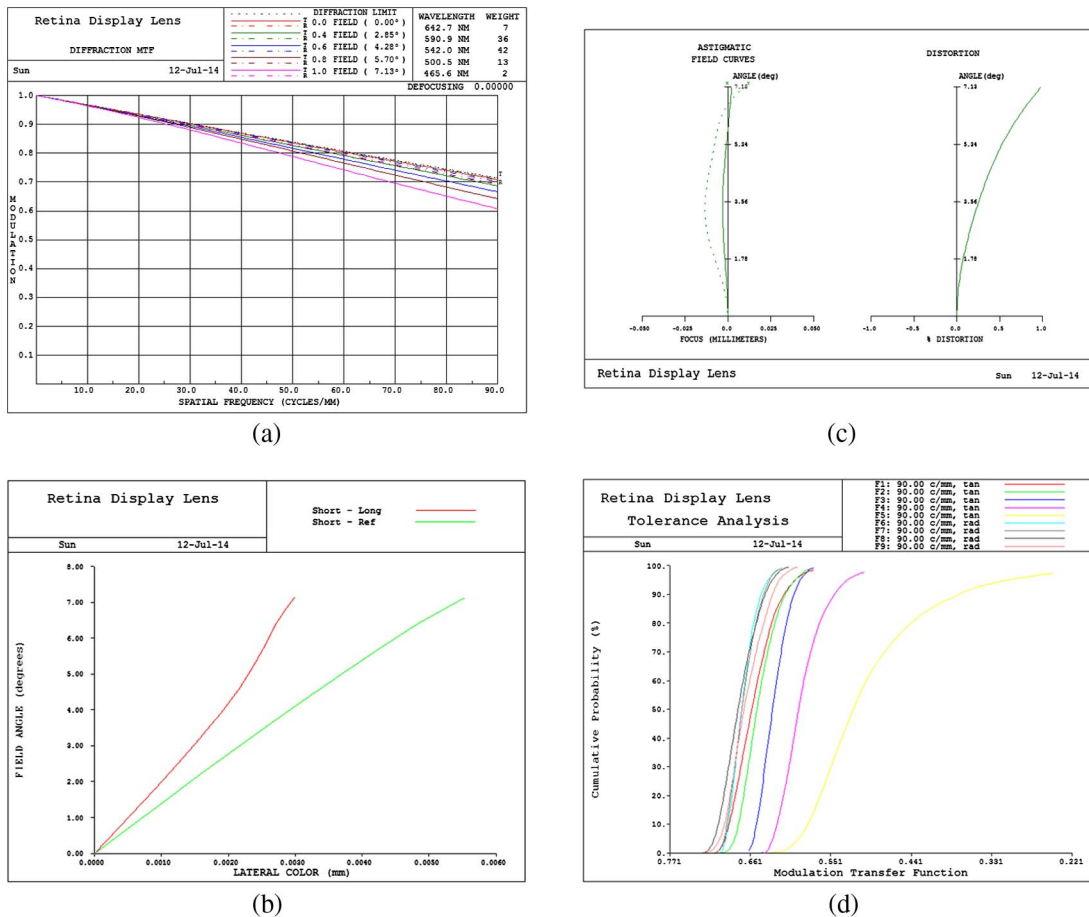 Retina Display Lens
DIFFRACTION MTF
Sun 12-Jul-14
DIFFRACTION LIMIT
T 0.0 FIELD ( 0.00°)
R
T 0.4 FIELD ( 2.85°)
R
T 0.6 FIELD ( 4.28°)
R
T 0.8 FIELD ( 5.70°)
R
T 1.0 FIELD ( 7.13°)
R
WAVELENGTH WEIGHT
642.7 NM 7
590.9 NM 36
542.0 NM 42
500.5 NM 13
465.6 NM 2
DEFOCUSING 0.00000
1.0
0.9
0.8
0.7
0.6
0.5
0.4
0.3
0.2
0.1
MODULATION
T
R
10.0 20.0 30.0 40.0 50.0 60.0 70.0 80.0 90.0
SPATIAL FREQUENCY (CYCLES/MM)
(a)
ASTIGMATIC
FIELD CURVES
ANGLE(deg)
7.13
5.34
3.56
1.78
-0.050 -0.025 0.0 0.025 0.050
FOCUS (MILLIMETERS)
DISTORTION
ANGLE(deg)
7.13
5.34
3.56
1.78
-1.0 -0.5 0.0 0.5 1.0
% DISTORTION
Retina Display Lens Sun 12-Jul-14
(c)
Retina Display Lens
Sun 12-Jul-14
Short - Long
Short - Ref
8.00
7.00
6.00
5.00
4.00
3.00
2.00
1.00
0.00
FIELD ANGLE (degrees)
0.0000 0.0010 0.0020 0.0030 0.0040 0.0050 0.0060
LATERAL COLOR (mm)
(b)
Retina Display Lens
Tolerance Analysis
Sun 12-Jul-14
F1: 90.00 c/mm, tan
F2: 90.00 c/mm, tan
F3: 90.00 c/mm, tan
F4: 90.00 c/mm, tan
F5: 90.00 c/mm, tan
F6: 90.00 c/mm, rad
F7: 90.00 c/mm, rad
F8: 90.00 c/mm, rad
F9: 90.00 c/mm, rad
100.%
90.%
80.%
70.%
60.%
50.%
40.%
30.%
20.%
10.%
0.%
Cumulative Probability (%)
0.771 0.661 0.551 0.441 0.331 0.221
Modulation Transfer Function
(d)